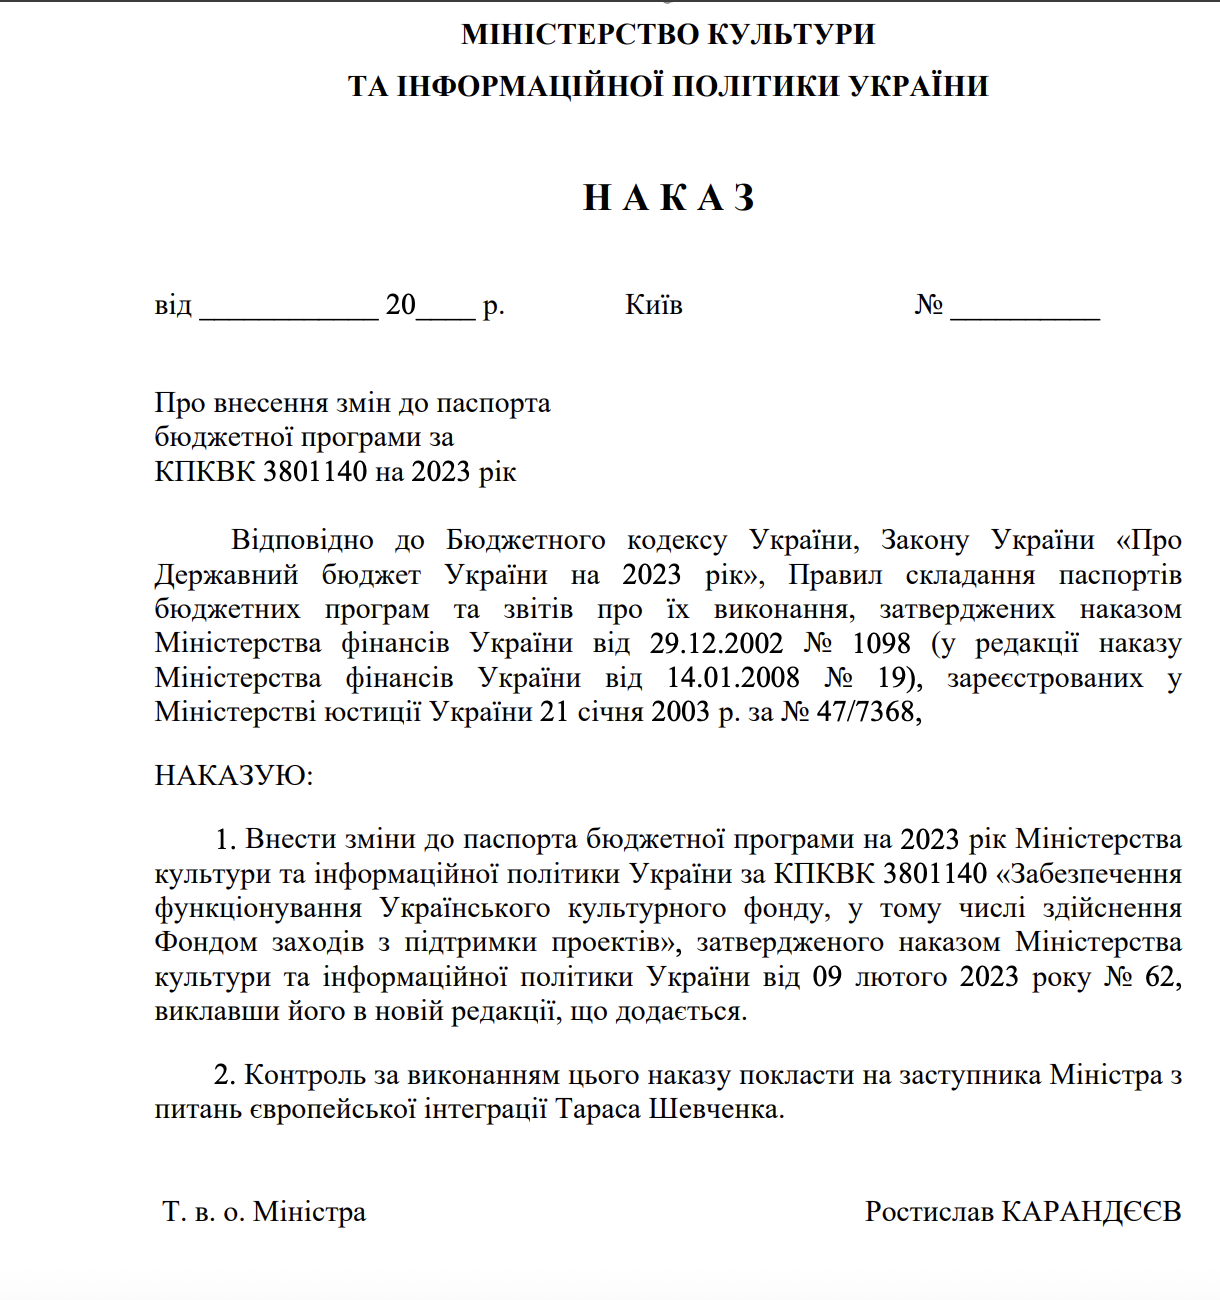 МІНІСТЕРСТВО КУЛЬТУРИ
ТА ІНФОРМАЦІЙНОЇ ПОЛІТИКИ УКРАЇНИ
Н А К А З
від ____________ 20____ р. Київ № __________
Про внесення змін до паспорта
бюджетної програми за
КПКВК 3801140 на 2023 рік
Відповідно до Бюджетного кодексу України, Закону України «Про
Державний бюджет України на 2023 рік», Правил складання паспортів
бюджетних програм та звітів про їх виконання, затверджених наказом
Міністерства фінансів України від 29.12.2002 № 1098 (у редакції наказу
Міністерства фінансів України від 14.01.2008 № 19), зареєстрованих у
Міністерстві юстиції України 21 січня 2003 р. за № 47/7368,
НАКАЗУЮ:
1. Внести зміни до паспорта бюджетної програми на 2023 рік Міністерства
культури та інформаційної політики України за КПКВК 3801140 «Забезпечення
функціонування Українського культурного фонду, у тому числі здійснення
Фондом заходів з підтримки проектів», затвердженого наказом Міністерства
культури та інформаційної політики України від 09 лютого 2023 року № 62,
виклавши його в новій редакції, що додається.
2. Контроль за виконанням цього наказу покласти на заступника Міністра з
питань європейської інтеграції Тараса Шевченка.
Т. в. о. Міністра Ростислав КАРАНДЄЄВ